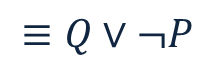 ≡ Q ∨ ¬P